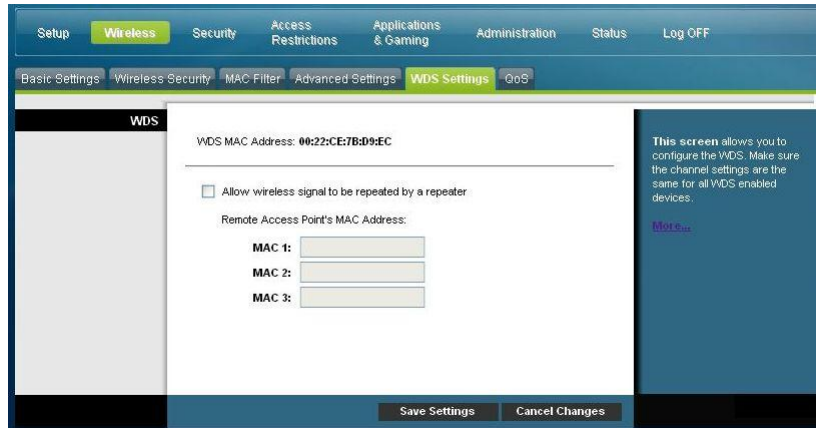 Setup Wireless Security Access Restrictions Applications & Gaming Administration Status Log OFF
Basic Settings Wireless Security MAC Filter Advanced Settings WDS Settings QoS
WDS
WDS MAC Address: 00:22:CE:7B:D9:EC
Allow wireless signal to be repeated by a repeater
Remote Access Point's MAC Address:
MAC 1:
MAC 2:
MAC 3:
This screen allows you to
configure the WDS. Make sure
the channel settings are the
same for all WDS enabled
devices.
More...
Save Settings Cancel Changes